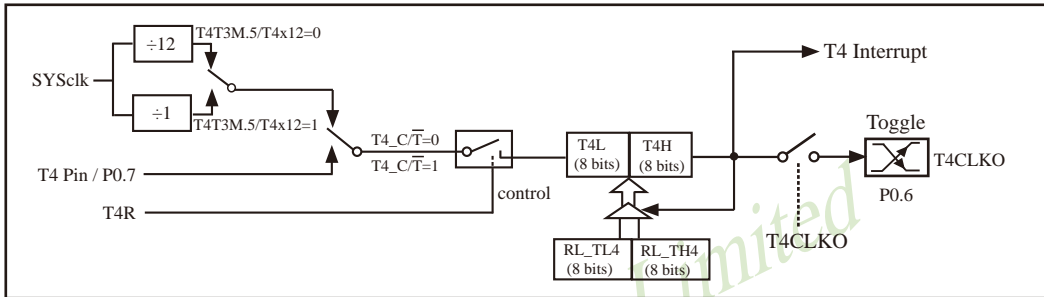 ÷12
T4T3M.5/T4x12=0
SYSclk
÷1
T4T3M.5/T4x12=1
T4 Pin / P0.7
T4R
T4_C/T̅=0
T4_C/T̅=1
control
T4L
(8 bits)
T4H
(8 bits)
RL_TL4
(8 bits)
RL_TH4
(8 bits)
T4 Interrupt
Toggle
T4CLKO
P0.6
T4CLKO
Limited